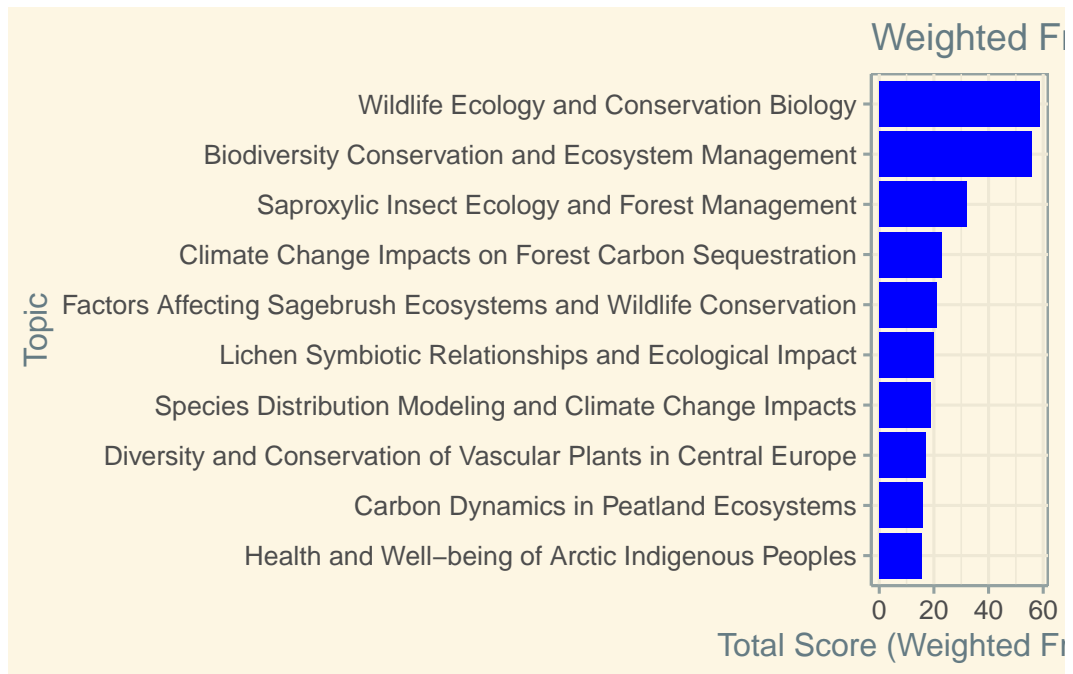 Weighted Fr
Wildlife Ecology and Conservation Biology
Biodiversity Conservation and Ecosystem Management
Saproxylic Insect Ecology and Forest Management
Climate Change Impacts on Forest Carbon Sequestration
Factors Affecting Sagebrush Ecosystems and Wildlife Conservation
Lichen Symbiotic Relationships and Ecological Impact
Species Distribution Modeling and Climate Change Impacts
Diversity and Conservation of Vascular Plants in Central Europe
Carbon Dynamics in Peatland Ecosystems
Health and Well−being of Arctic Indigenous Peoples
Topic
0 20 40 60
Total Score (Weighted Fr